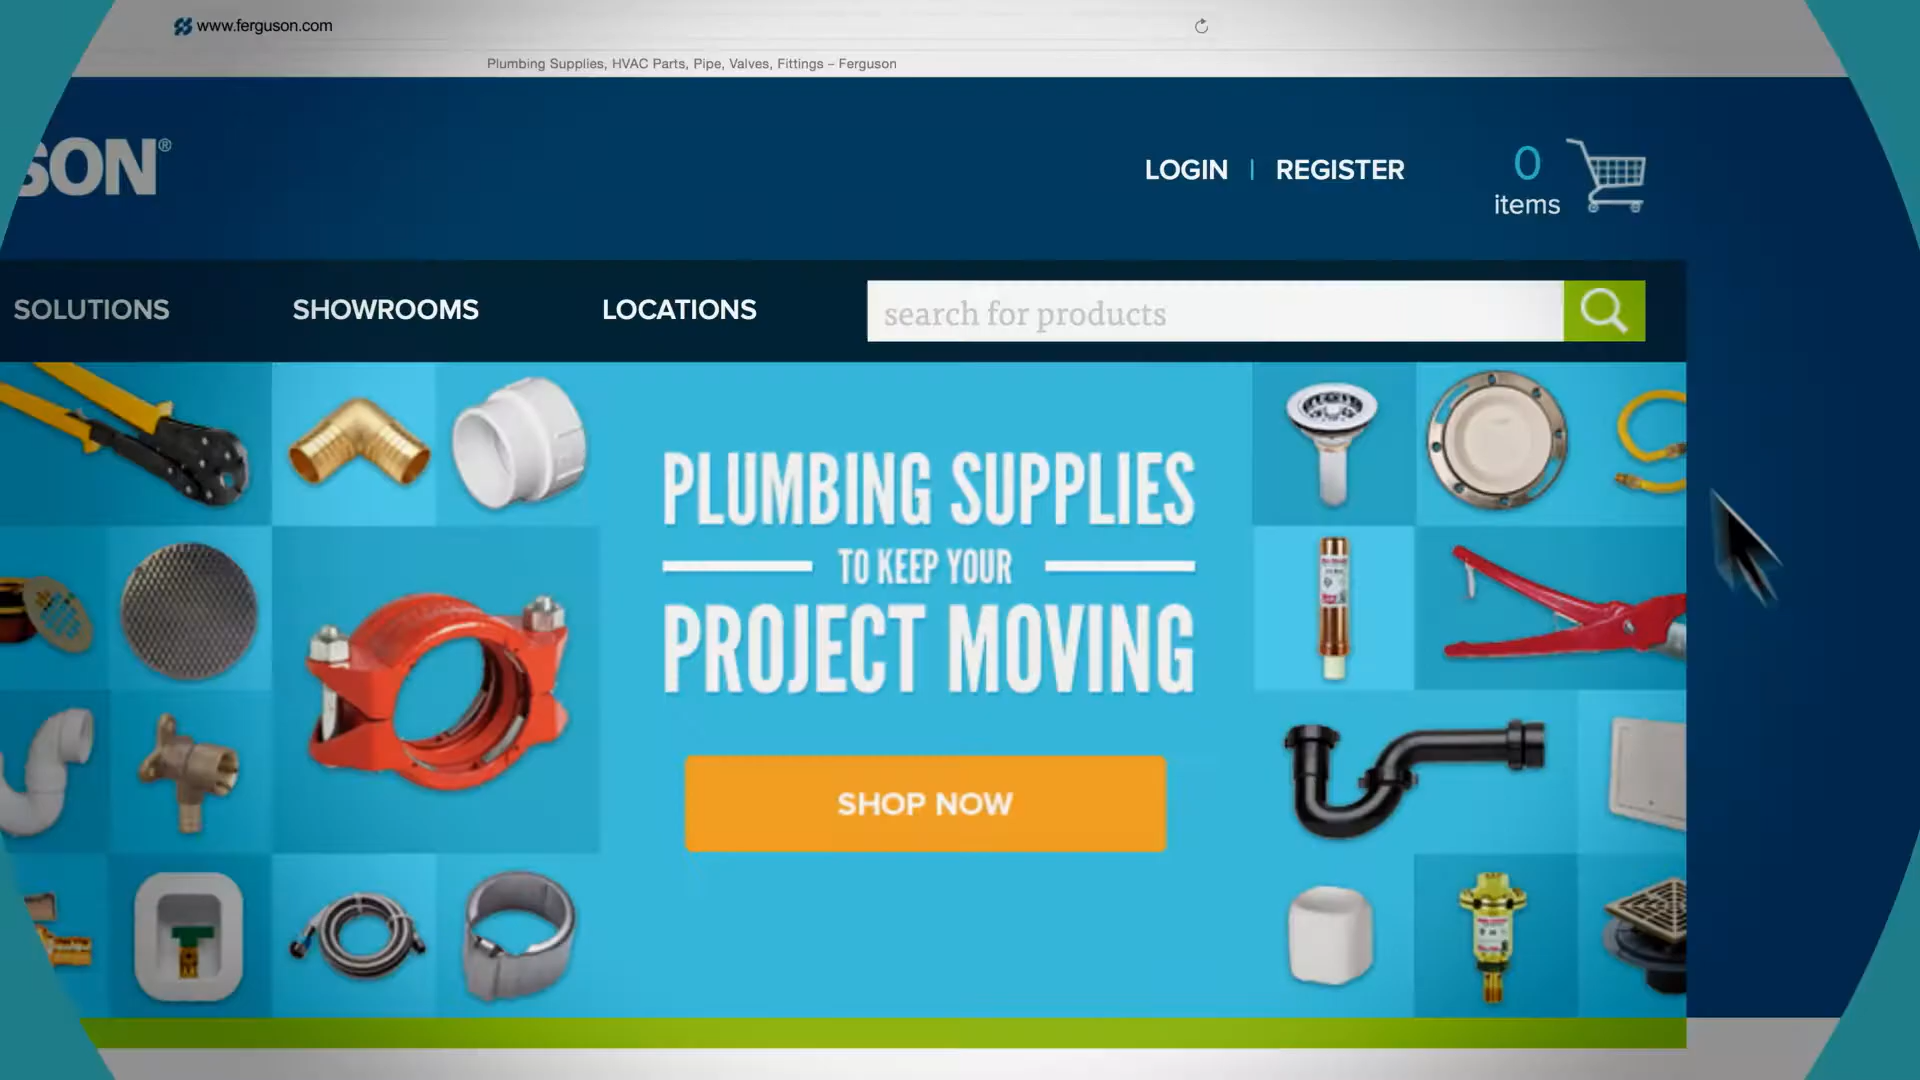 www.ferguson.com
Plumbing Supplies, HVAC Parts, Pipe, Valves, Fittings – Ferguson
SON®
LOGIN | REGISTER
0
items
SOLUTIONS
SHOWROOMS
LOCATIONS
search for products
PLUMBING SUPPLIES
TO KEEP YOUR
PROJECT MOVING
SHOP NOW